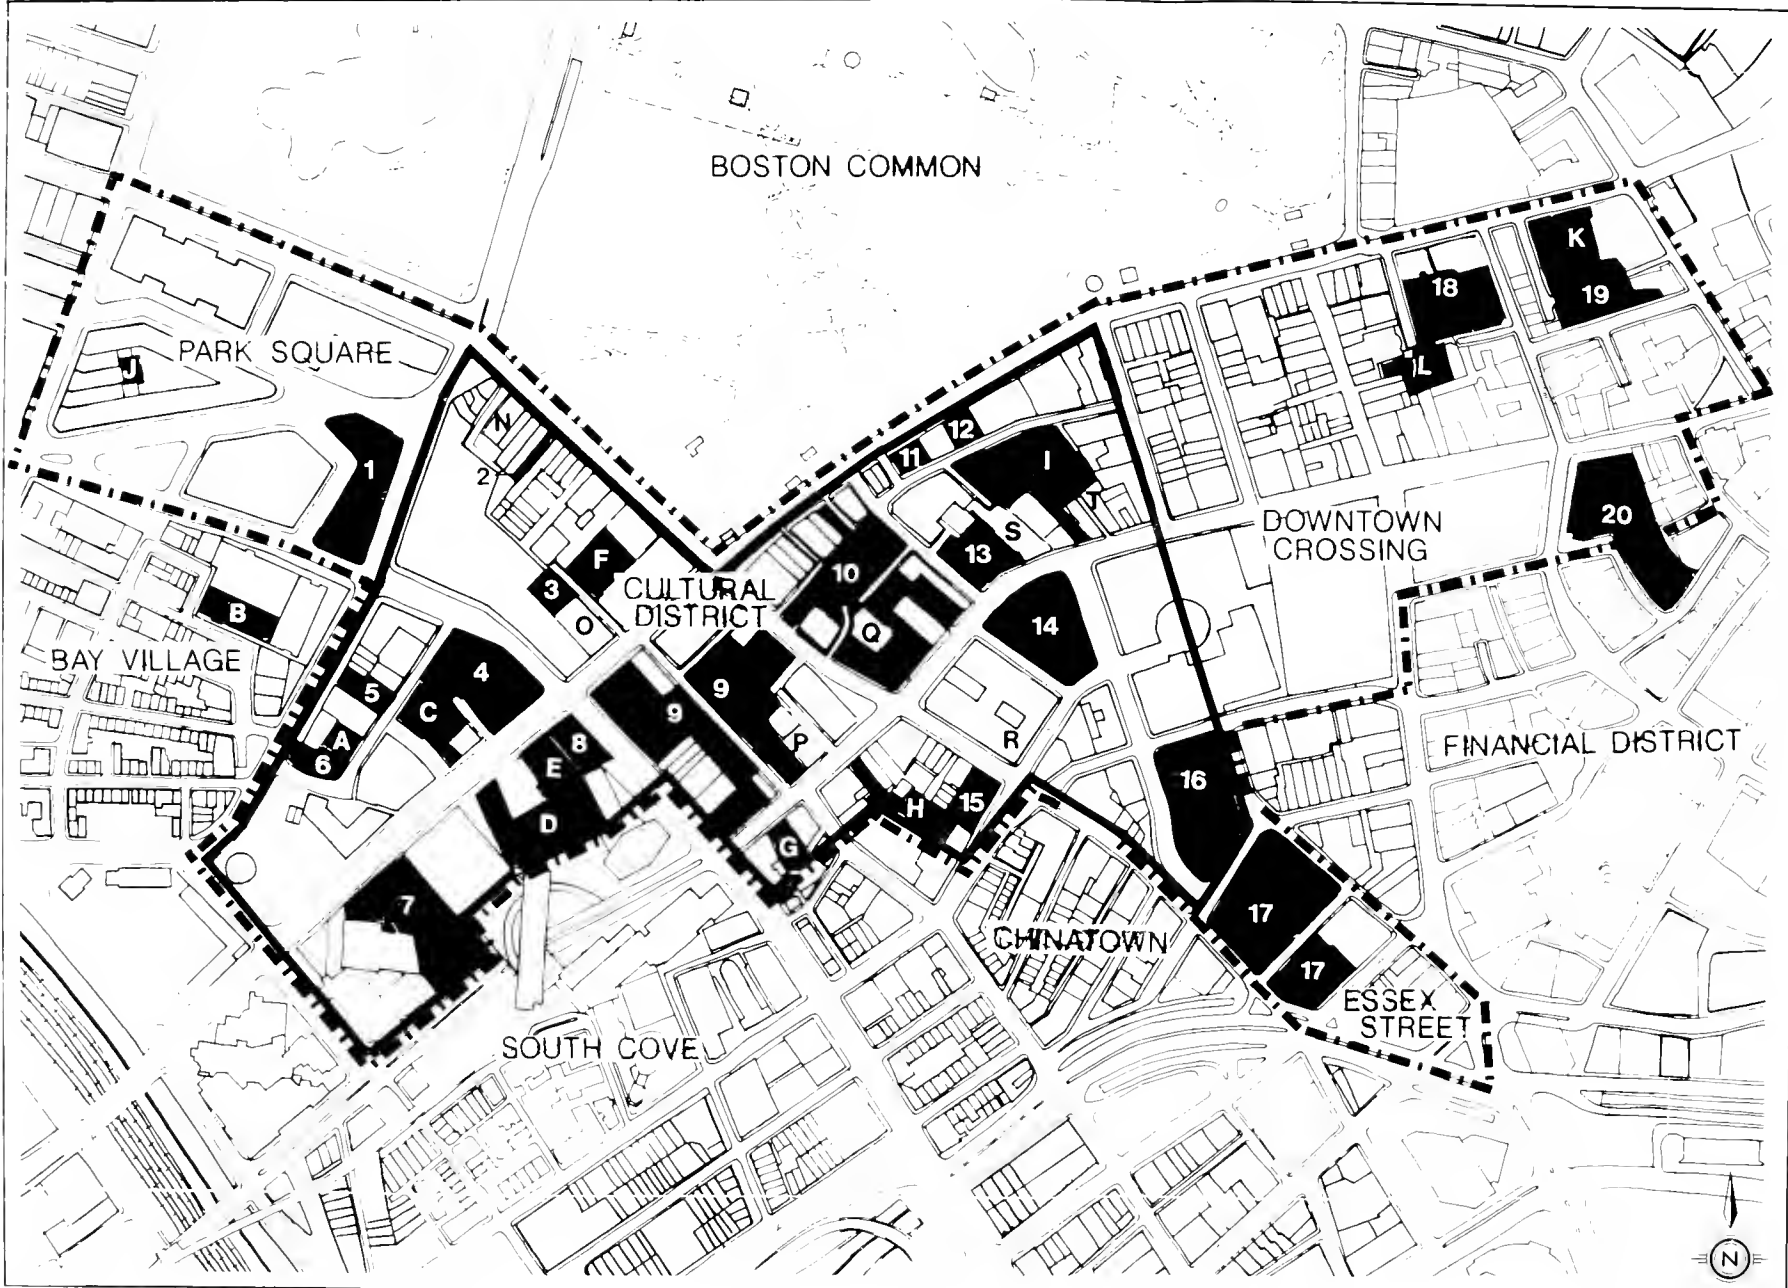 BOSTON COMMON
K
18
19
PARK SQUARE
J
L
N
12
11
I
1
2
T
S
20
DOWNTOWN
CROSSING
13
F
10
3
CULTURAL
DISTRICT
B
O
Q
14
BAY VILLAGE
4
5
9
C
9
A
P
R
FINANCIAL DISTRICT
6
8
E
16
H
15
D
G
7
17
CHINATOWN
17
ESSEX
STREET
SOUTH COVE
N